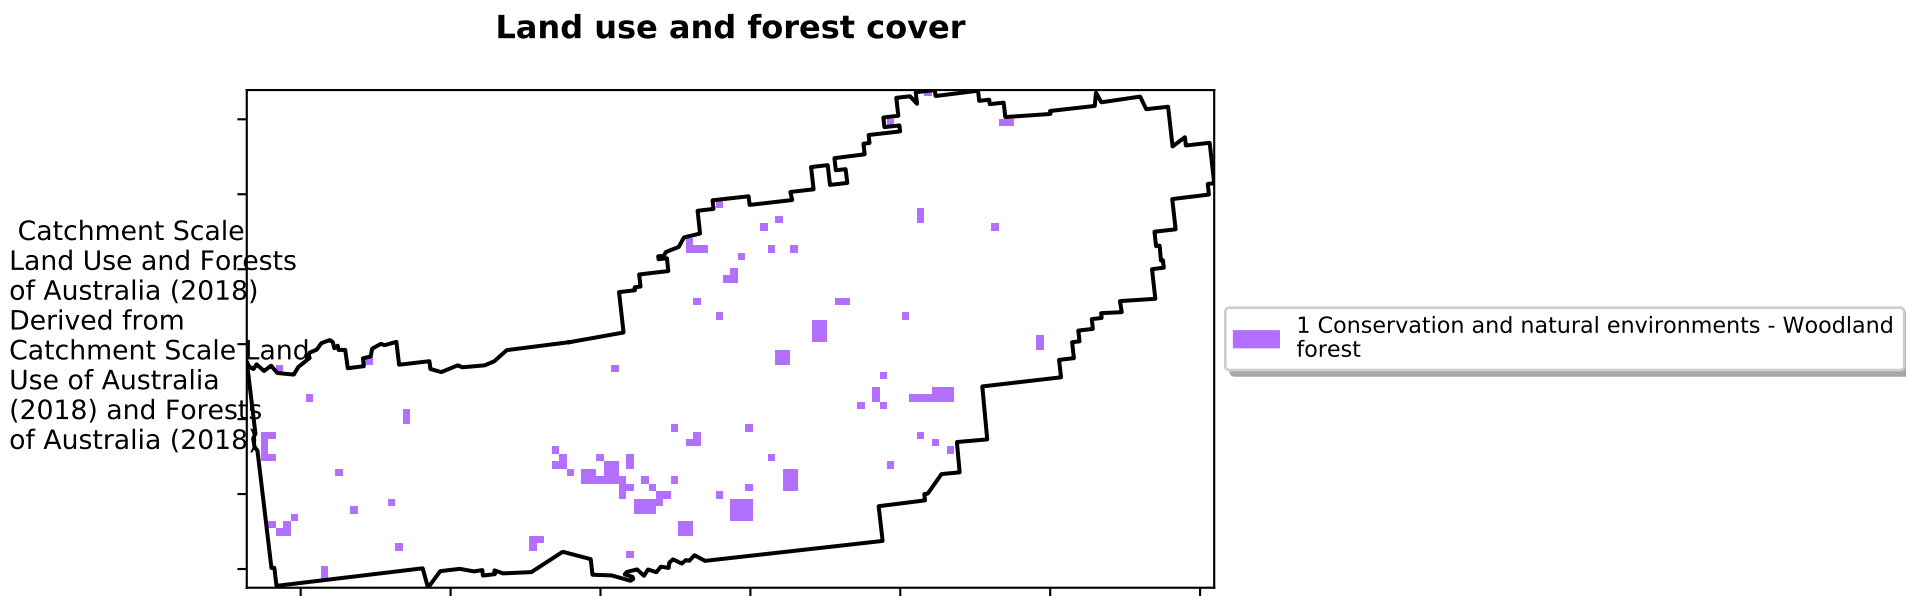 Land use and forest cover
Catchment Scale
Land Use and Forests
of Australia (2018)
Derived from
Catchment Scale Land
Use of Australia
(2018) and Forests
of Australia (2018)
1 Conservation and natural environments - Woodland
forest